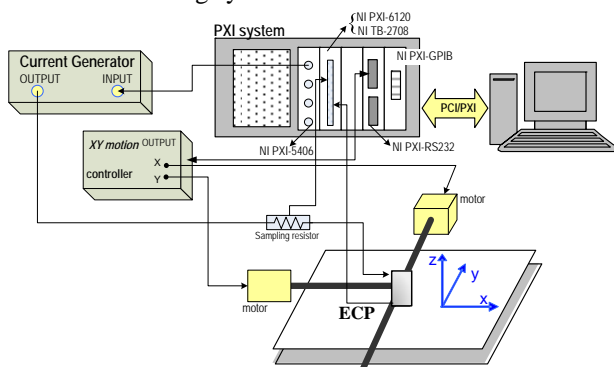 NI PXI-6120
NI TB-2708
PXI system
NI PXI-GPIB
Current Generator
OUTPUT INPUT
PCI/PXI
NI PXI-5406
NI PXI-RS232
XY motion OUTPUT
X
controller
Y
motor
Sampling resistor
z
y
x
motor
ECP